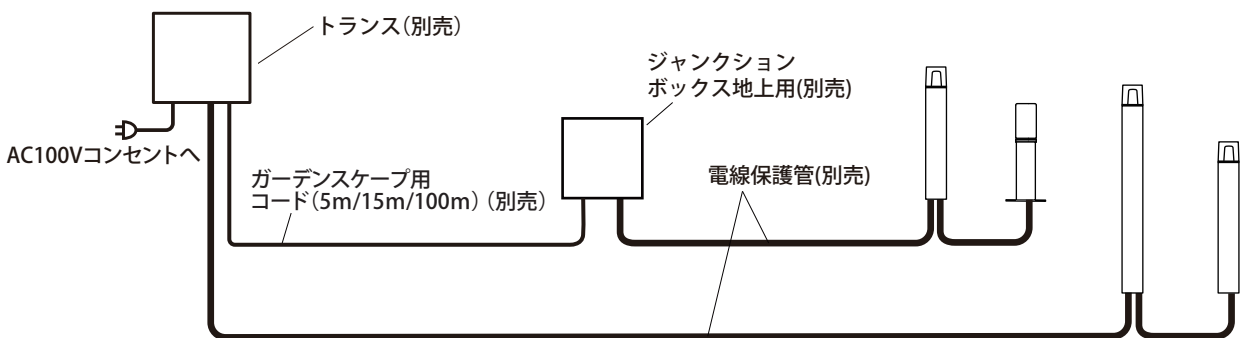 トランス(別売)
ジャンクション
ボックス地上用(別売)
AC100Vコンセントへ
ガーデンスケープ用
コード(5m/15m/100m)(別売)
電線保護管(別売)